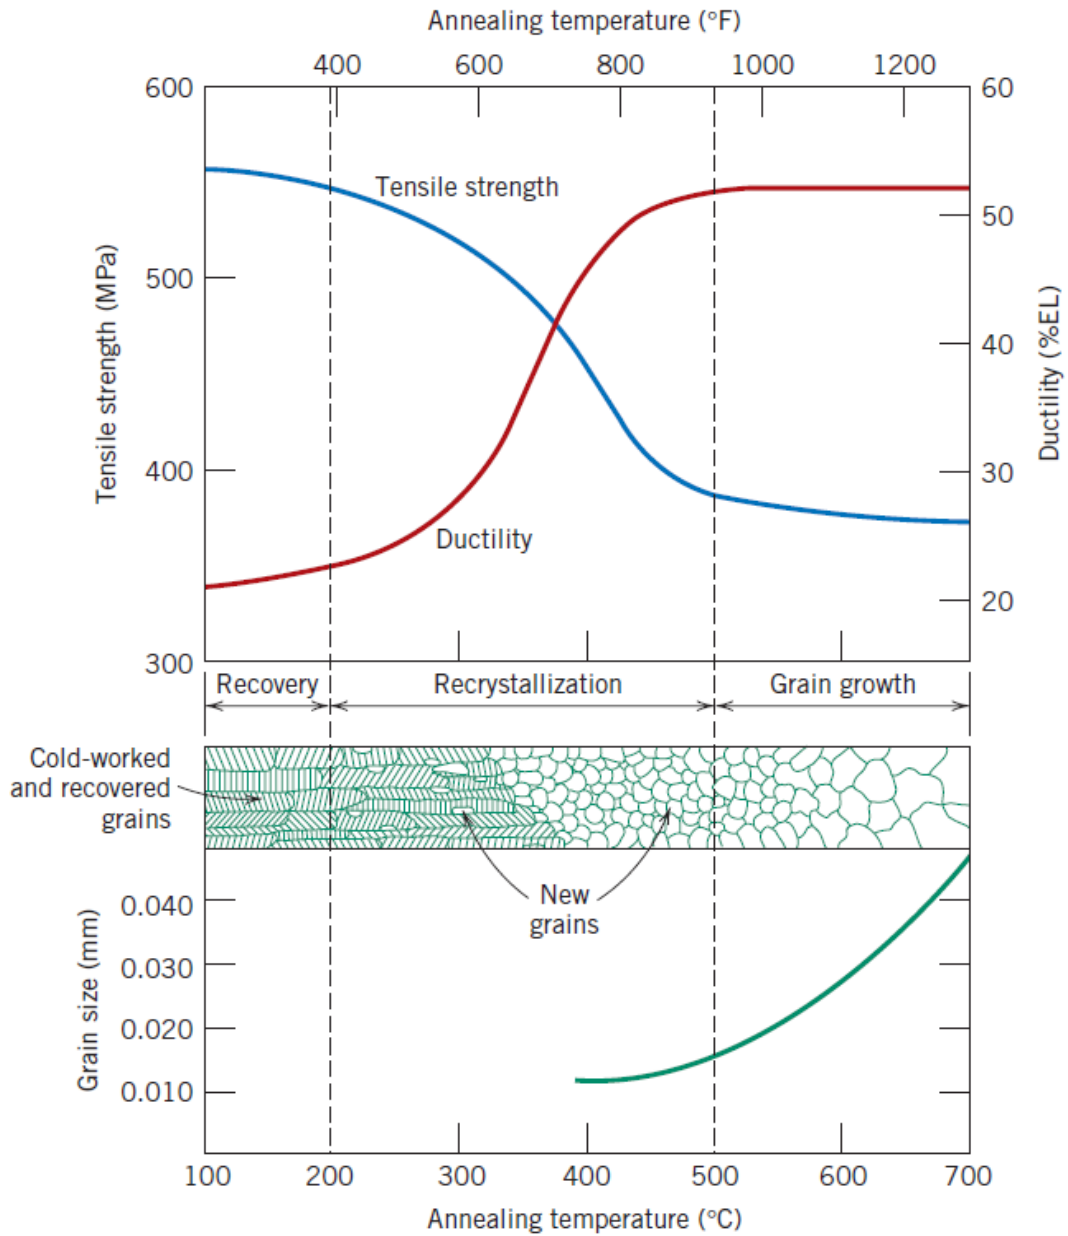 Annealing temperature (°F)
400 600 800 1000 1200
600 60
Tensile strength
50
500
Tensile strength (MPa)
Ductility (%EL)
40
400 30
Ductility
20
300
Recovery Recrystallization Grain growth
Cold-worked
and recovered
grains
New
grains
0.040
0.030
Grain size (mm)
0.020
0.010
100 200 300 400 500 600 700
Annealing temperature (°C)